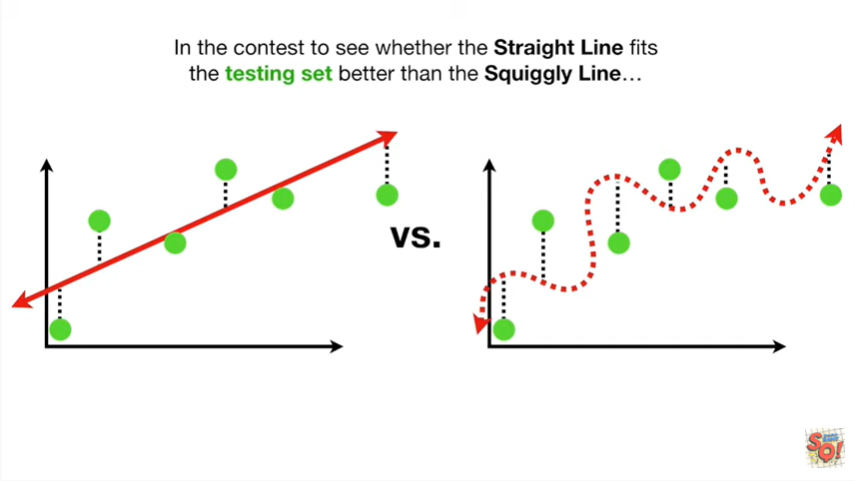 In the contest to see whether the Straight Line fits
the testing set better than the Squiggly Line...
vs.
SQ!